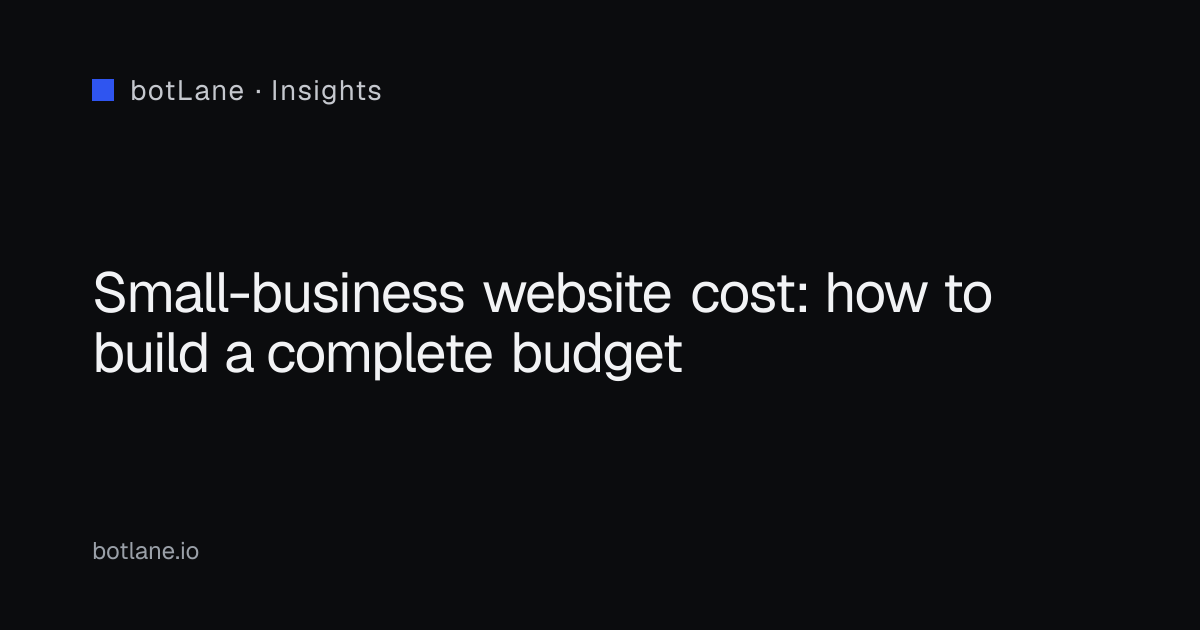 botLane · Insights
Small-business website cost: how to
build a complete budget
botlane.io